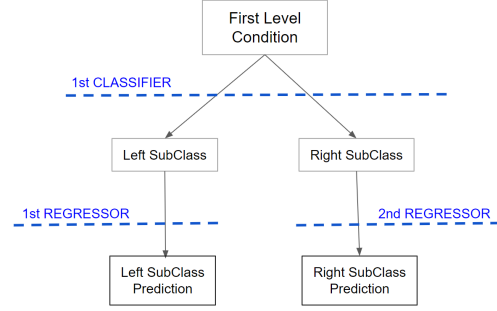 First Level
Condition
1st CLASSIFIER
Left SubClass
Right SubClass
1st REGRESSOR
2nd REGRESSOR
Left SubClass
Prediction
Right SubClass
Prediction